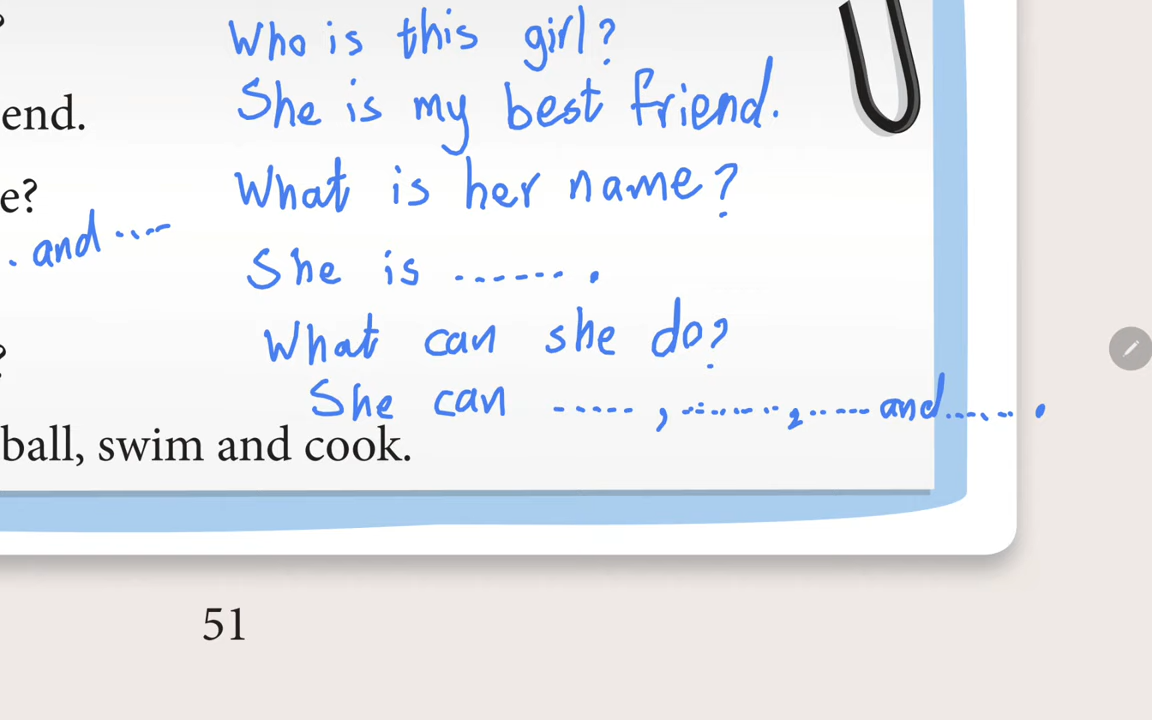 ?
Who is this girl?
end.
She is my best friend.
e?
What is her name?
. and .....
She is ....... .
What can she do?
?
She can ..... , ........ , ...... and ...... .
ball, swim and cook.
51